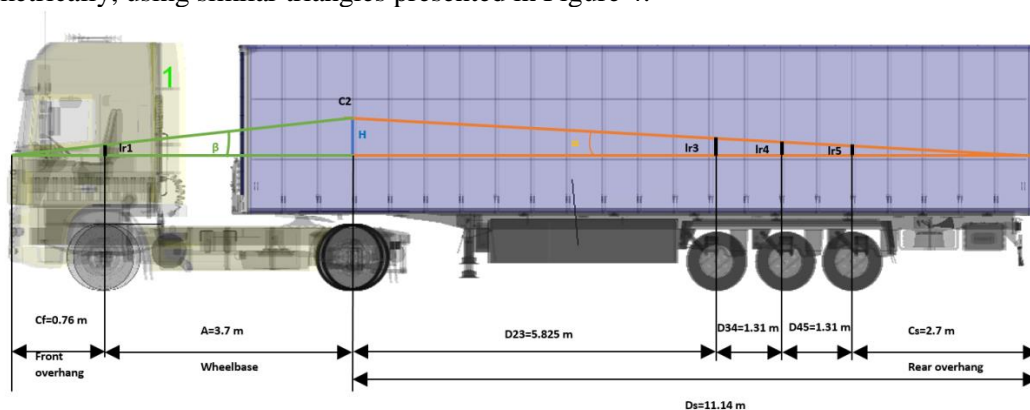 netrically, using similar triangles presented in Figure 4.
1
C2
H
lr1
β
lr3
lr4
lr5
Cf=0.76 m
A=3.7 m
D23=5.825 m
D34=1.31 m
D45=1.31 m
Cs=2.7 m
Front
overhang
Wheelbase
Rear overhang
Ds=11.14 m